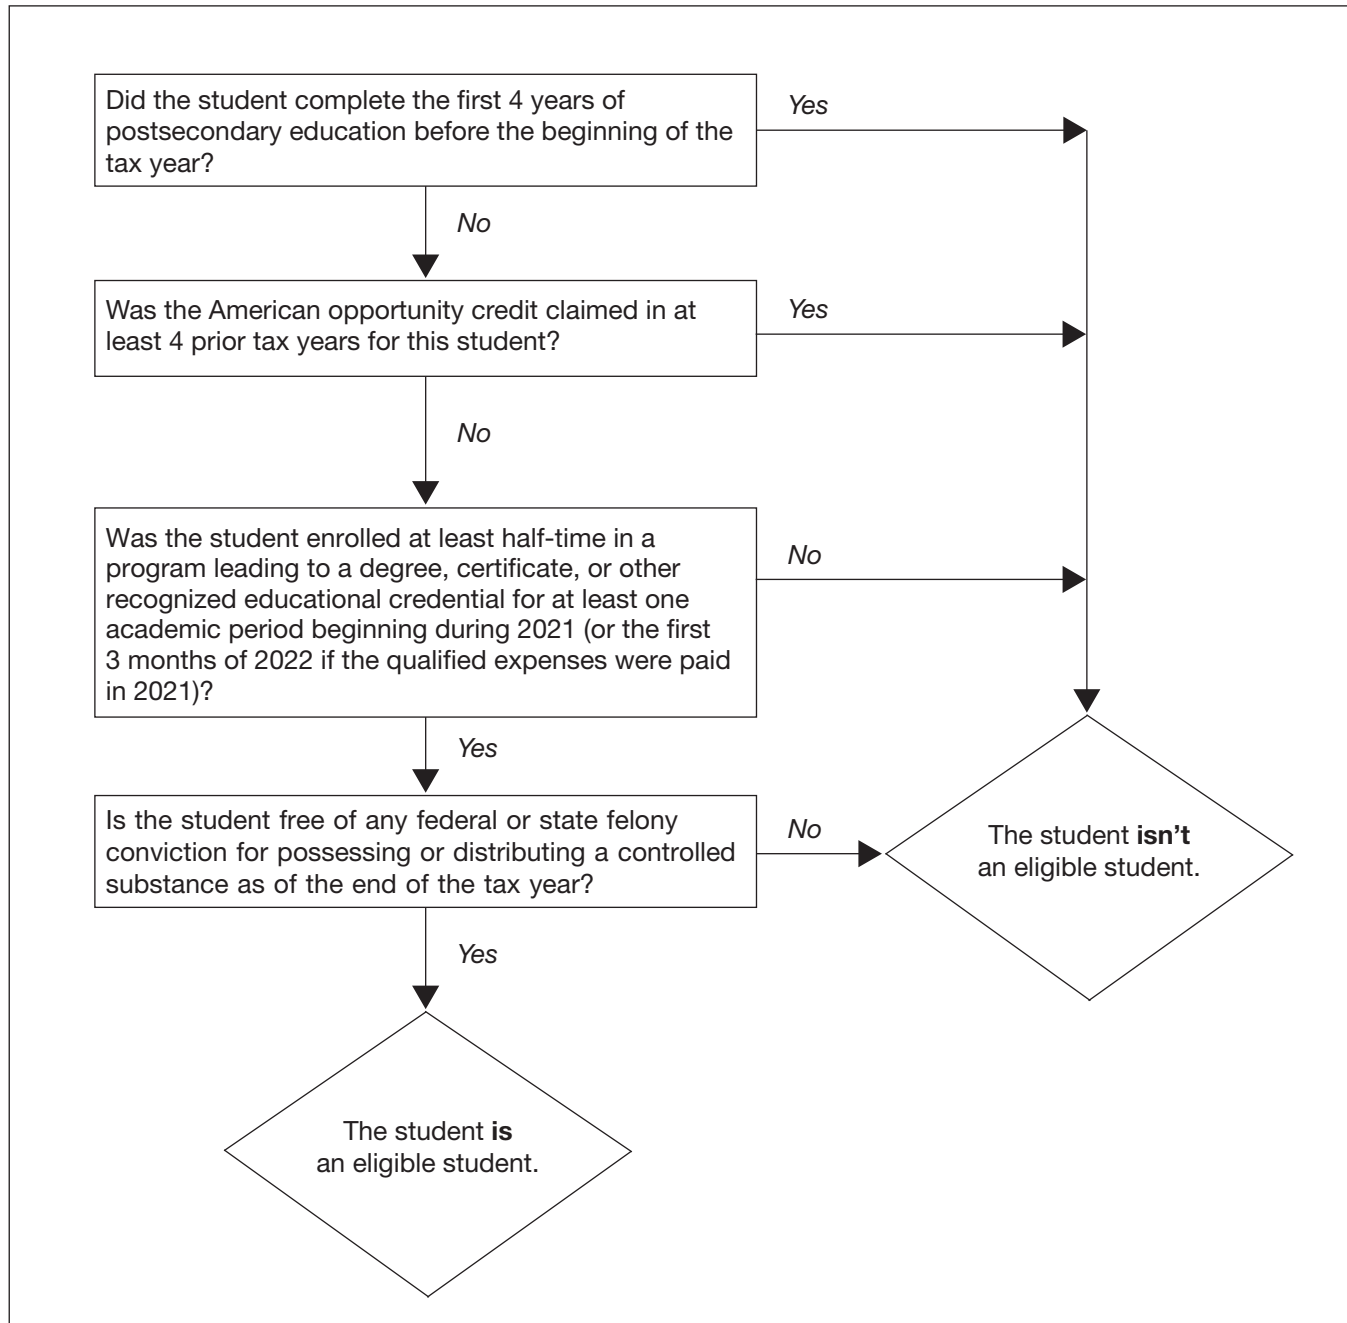 Did the student complete the first 4 years of
postsecondary education before the beginning of the
tax year?
Yes
No
Was the American opportunity credit claimed in at
least 4 prior tax years for this student?
Yes
No
Was the student enrolled at least half-time in a
program leading to a degree, certificate, or other
recognized educational credential for at least one
academic period beginning during 2021 (or the first
3 months of 2022 if the qualified expenses were paid
in 2021)?
No
Yes
Is the student free of any federal or state felony
conviction for possessing or distributing a controlled
substance as of the end of the tax year?
No
The student isn't
an eligible student.
Yes
The student is
an eligible student.